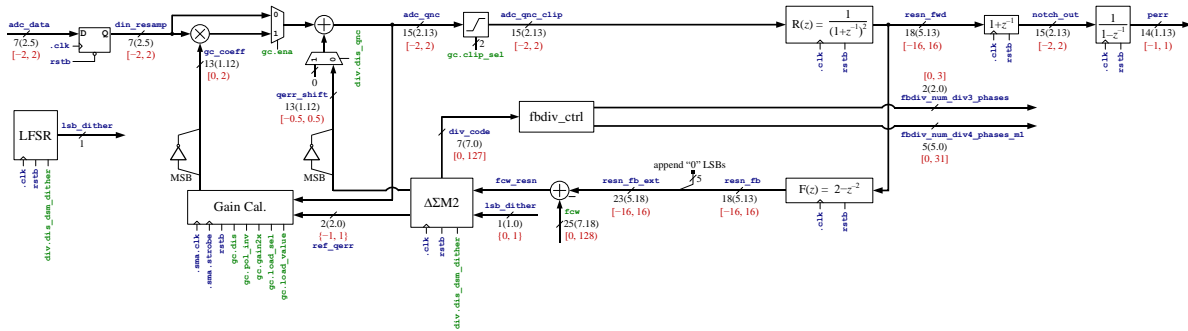 adc_data
7(2.5)
[−2, 2]
D Q
.clk
rstb
din_resamp
7(2.5)
[−2, 2]
gc_coeff
13(1.12)
[0, 2]
0
1
gc.ena
1 0
0
div.dis_qnc
qerr_shift
13(1.12)
[−0.5, 0.5]
adc_qnc
15(2.13)
[−2, 2]
2
gc.clip_sel
adc_qnc_clip
15(2.13)
[−2, 2]
R(z) = 1 / (1+z⁻¹)²
.clk
rstb
resn_fwd
18(5.13)
[−16, 16]
1+z⁻¹
.clk
rstb
notch_out
15(2.13)
[−2, 2]
1 / 1−z⁻¹
.clk
rstb
perr
14(1.13)
[−1, 1]
LFSR
.clk
rstb
div.dis_dsm_dither
lsb_dither
1
MSB
MSB
fbdiv_ctrl
[0, 3]
2(2.0)
fbdiv_num_div3_phases
fbdiv_num_div4_phases_m1
5(5.0)
[0, 31]
div_code
7(7.0)
[0, 127]
Gain Cal.
.sma.clk
.sma.strobe
rstb
gc.dis
gc.pol_inv
gc.gain2x
gc.load_sel
gc.load_value
2(2.0)
{−1, 1}
ref_qerr
ΔΣM2
.clk
rstb
div.dis_dsm_dither
fcw_resn
lsb_dither
1(1.0)
{0, 1}
−
fcw
25(7.18)
[0, 128)
resn_fb_ext
23(5.18)
[−16, 16)
append “0” LSBs
5
resn_fb
18(5.13)
[−16, 16)
F(z) = 2−z⁻²
.clk
rstb